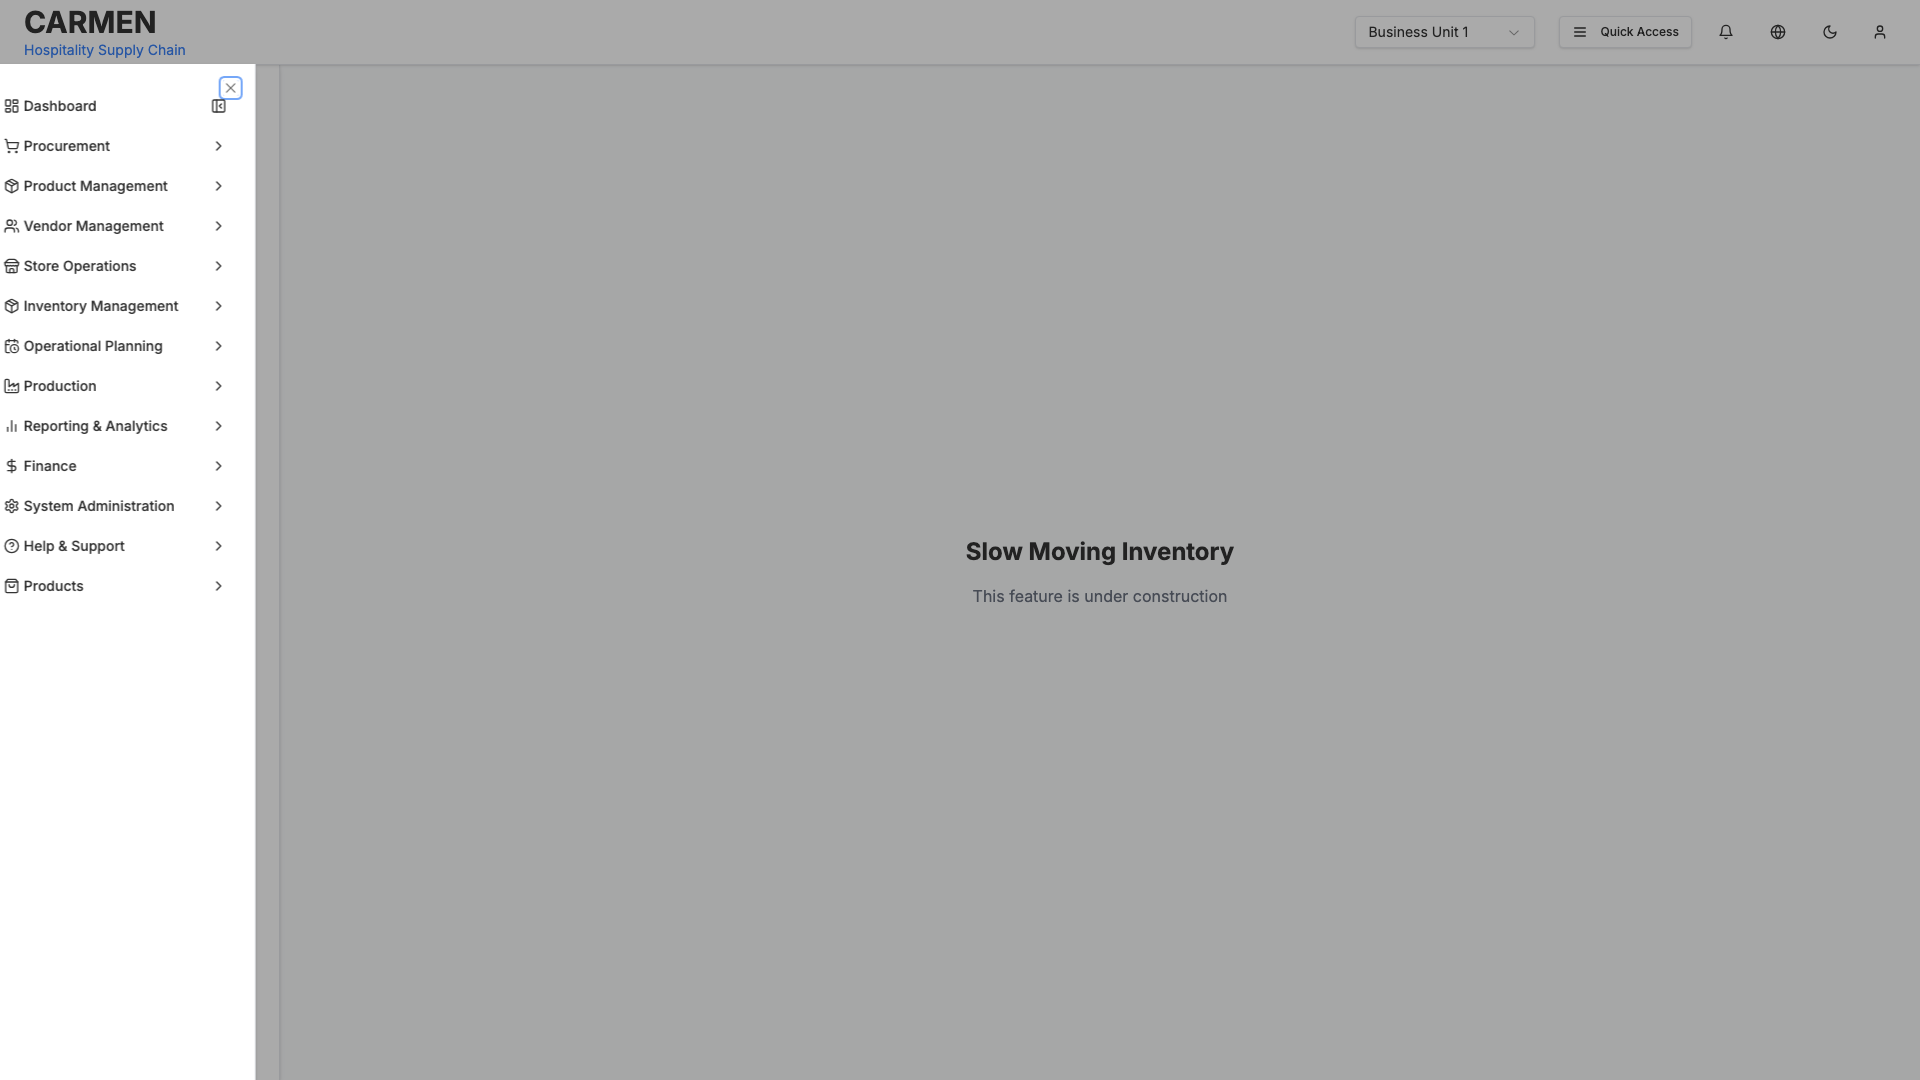 CARMEN
Hospitality Supply Chain
Business Unit 1
Quick Access
Dashboard
Procurement
Product Management
Vendor Management
Store Operations
Inventory Management
Operational Planning
Production
Reporting & Analytics
Finance
System Administration
Help & Support
Products
Slow Moving Inventory
This feature is under construction